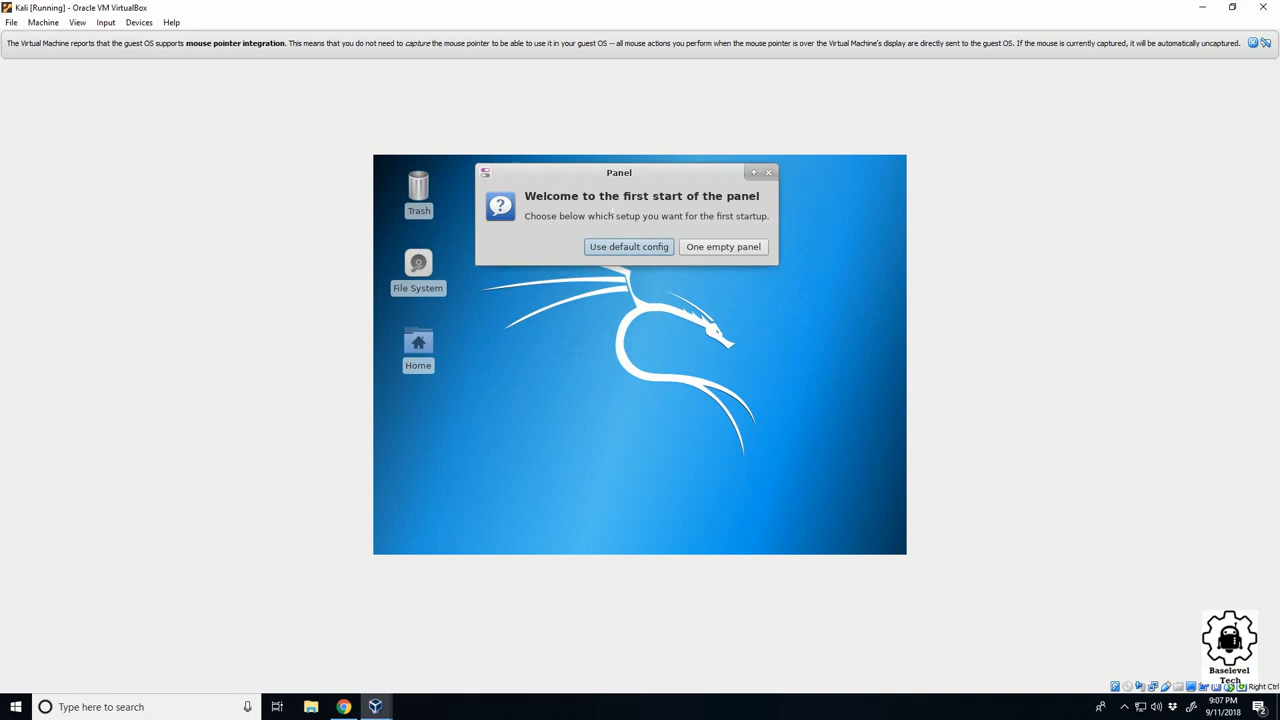 Kali [Running] - Oracle VM VirtualBox
File Machine View Input Devices Help
The Virtual Machine reports that the guest OS supports mouse pointer integration. This means that you do not need to capture the mouse pointer to be able to use it in your guest OS -- all mouse actions you perform when the mouse pointer is over the Virtual Machine's display are directly sent to the guest OS. If the mouse is currently captured, it will be automatically uncaptured.
Panel
Welcome to the first start of the panel
Choose below which setup you want for the first startup.
Use default config One empty panel
Trash
File System
Home
Baselevel
Tech
Right Ctrl
Type here to search
9:07 PM
9/11/2018
2